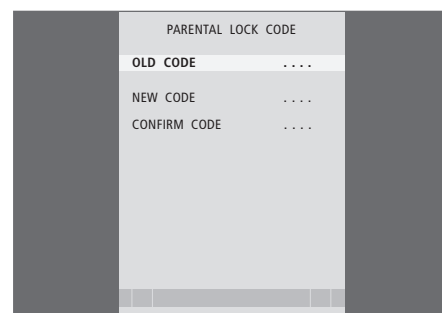 PARENTAL LOCK CODE
OLD CODE ....
NEW CODE ....
CONFIRM CODE ....